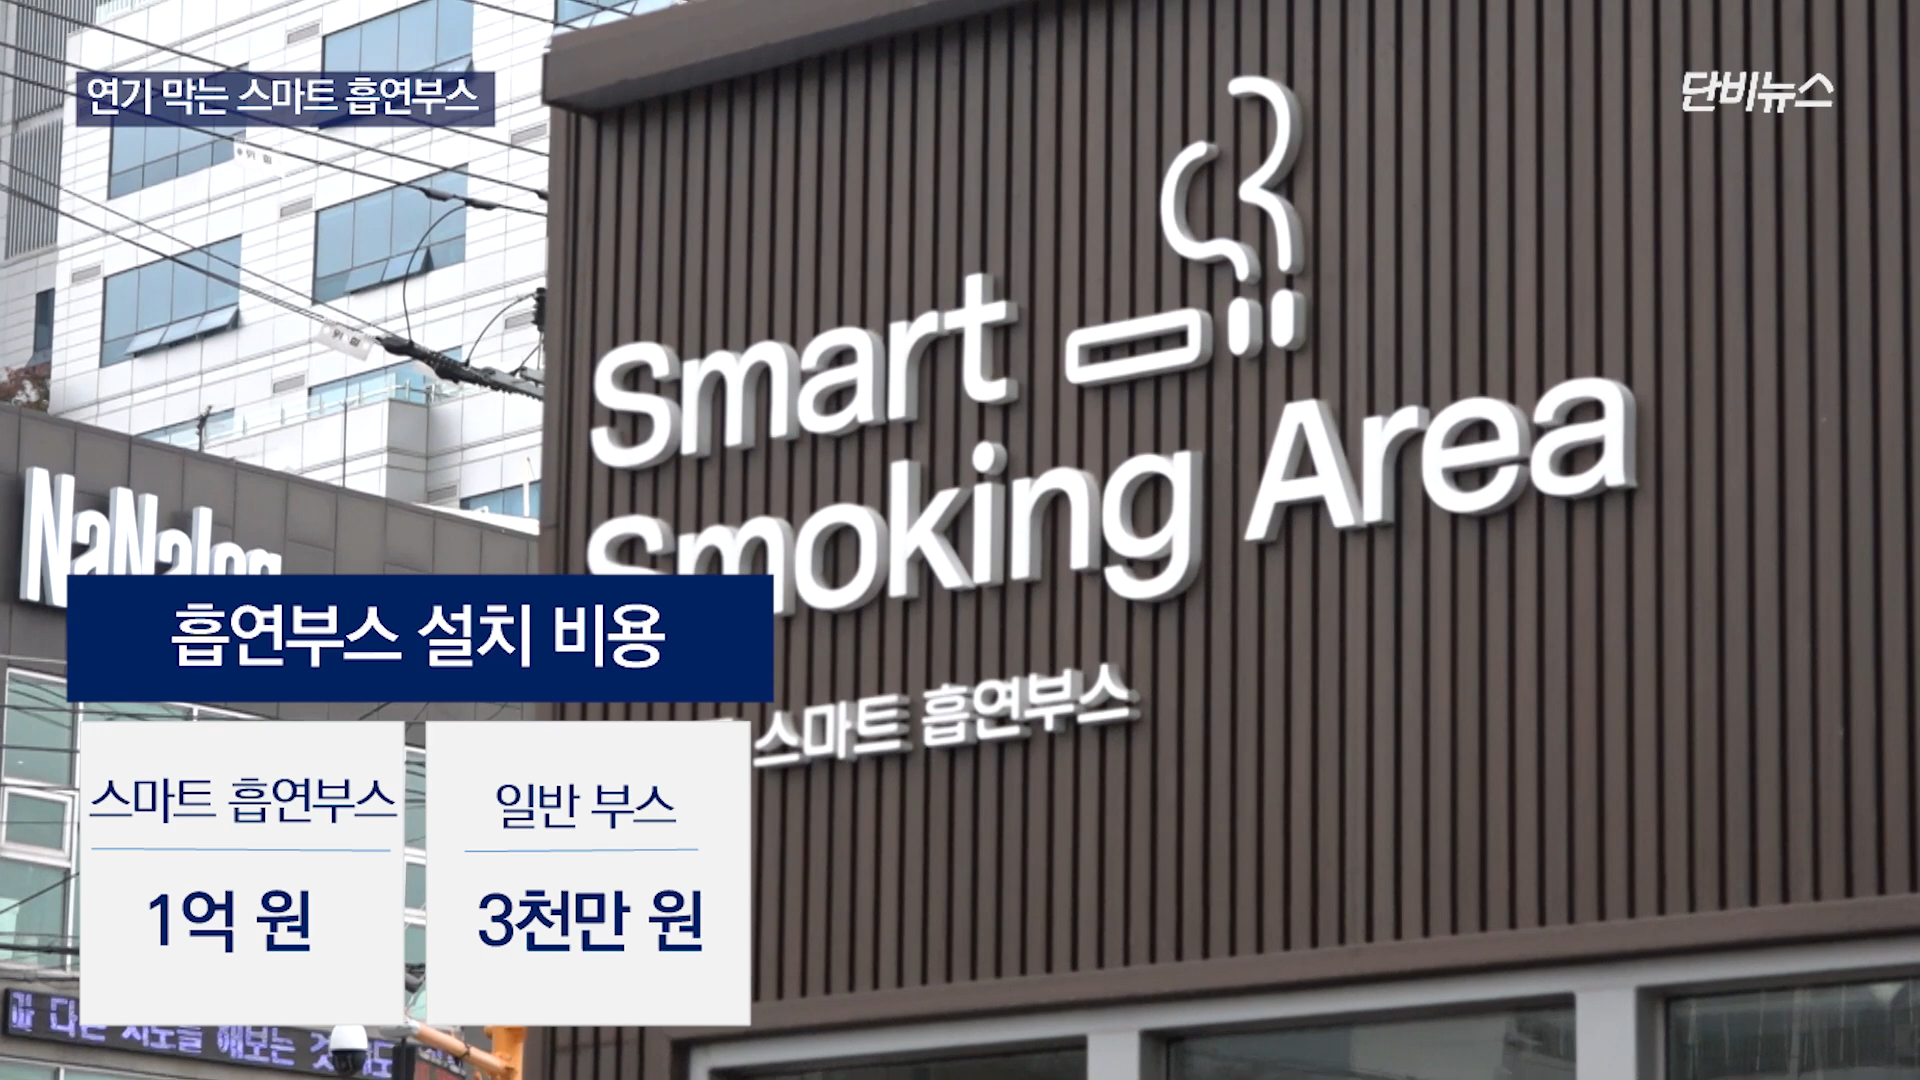 연기 막는 스마트 흡연부스
단비뉴스
Smart
Smoking Area
스마트 흡연부스
NaNalog
흡연부스 설치 비용
스마트 흡연부스
1억 원
일반 부스
3천만 원